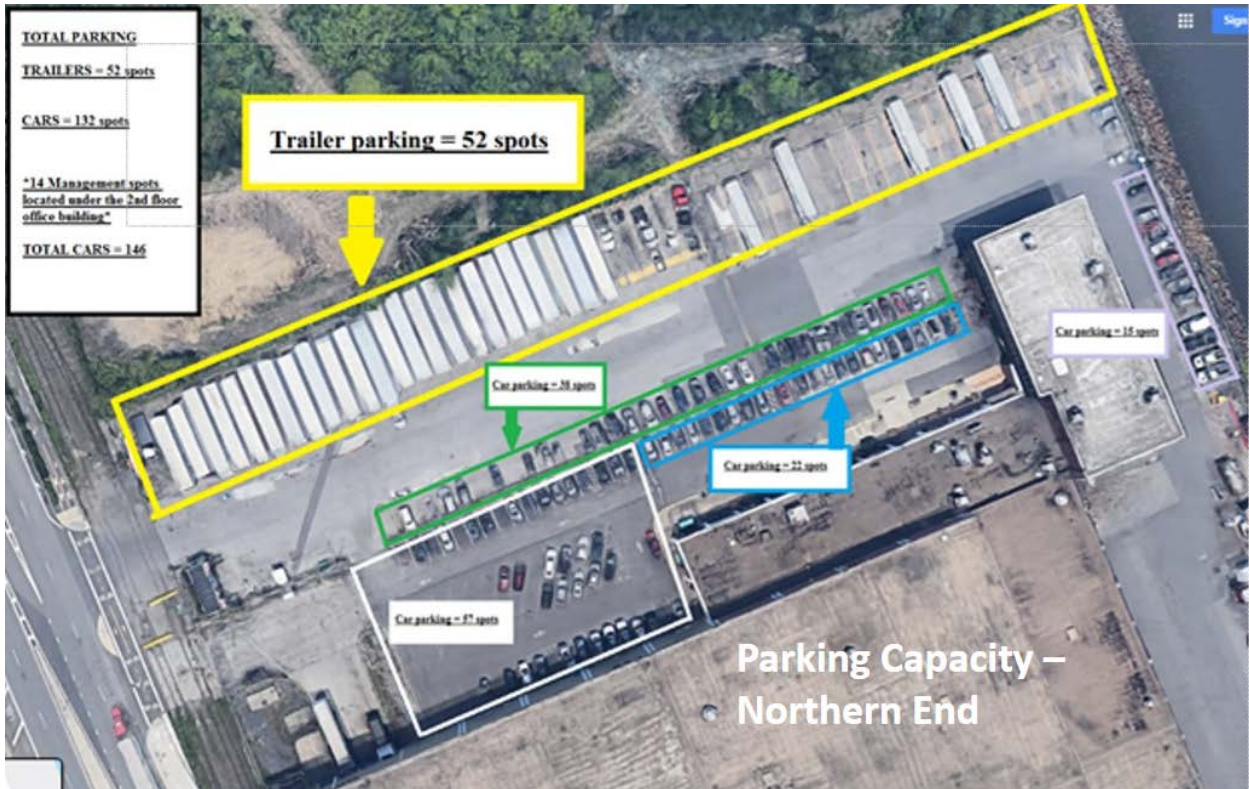 TOTAL PARKING
TRAILERS = 52 spots
CARS = 132 spots
*14 Management spots
located under the 2nd floor
office building*
TOTAL CARS = 146
Sign
Trailer parking = 52 spots
Car parking = 15 spots
Car parking = 38 spots
Car parking = 22 spots
Car parking = 57 spots
Parking Capacity –
Northern End